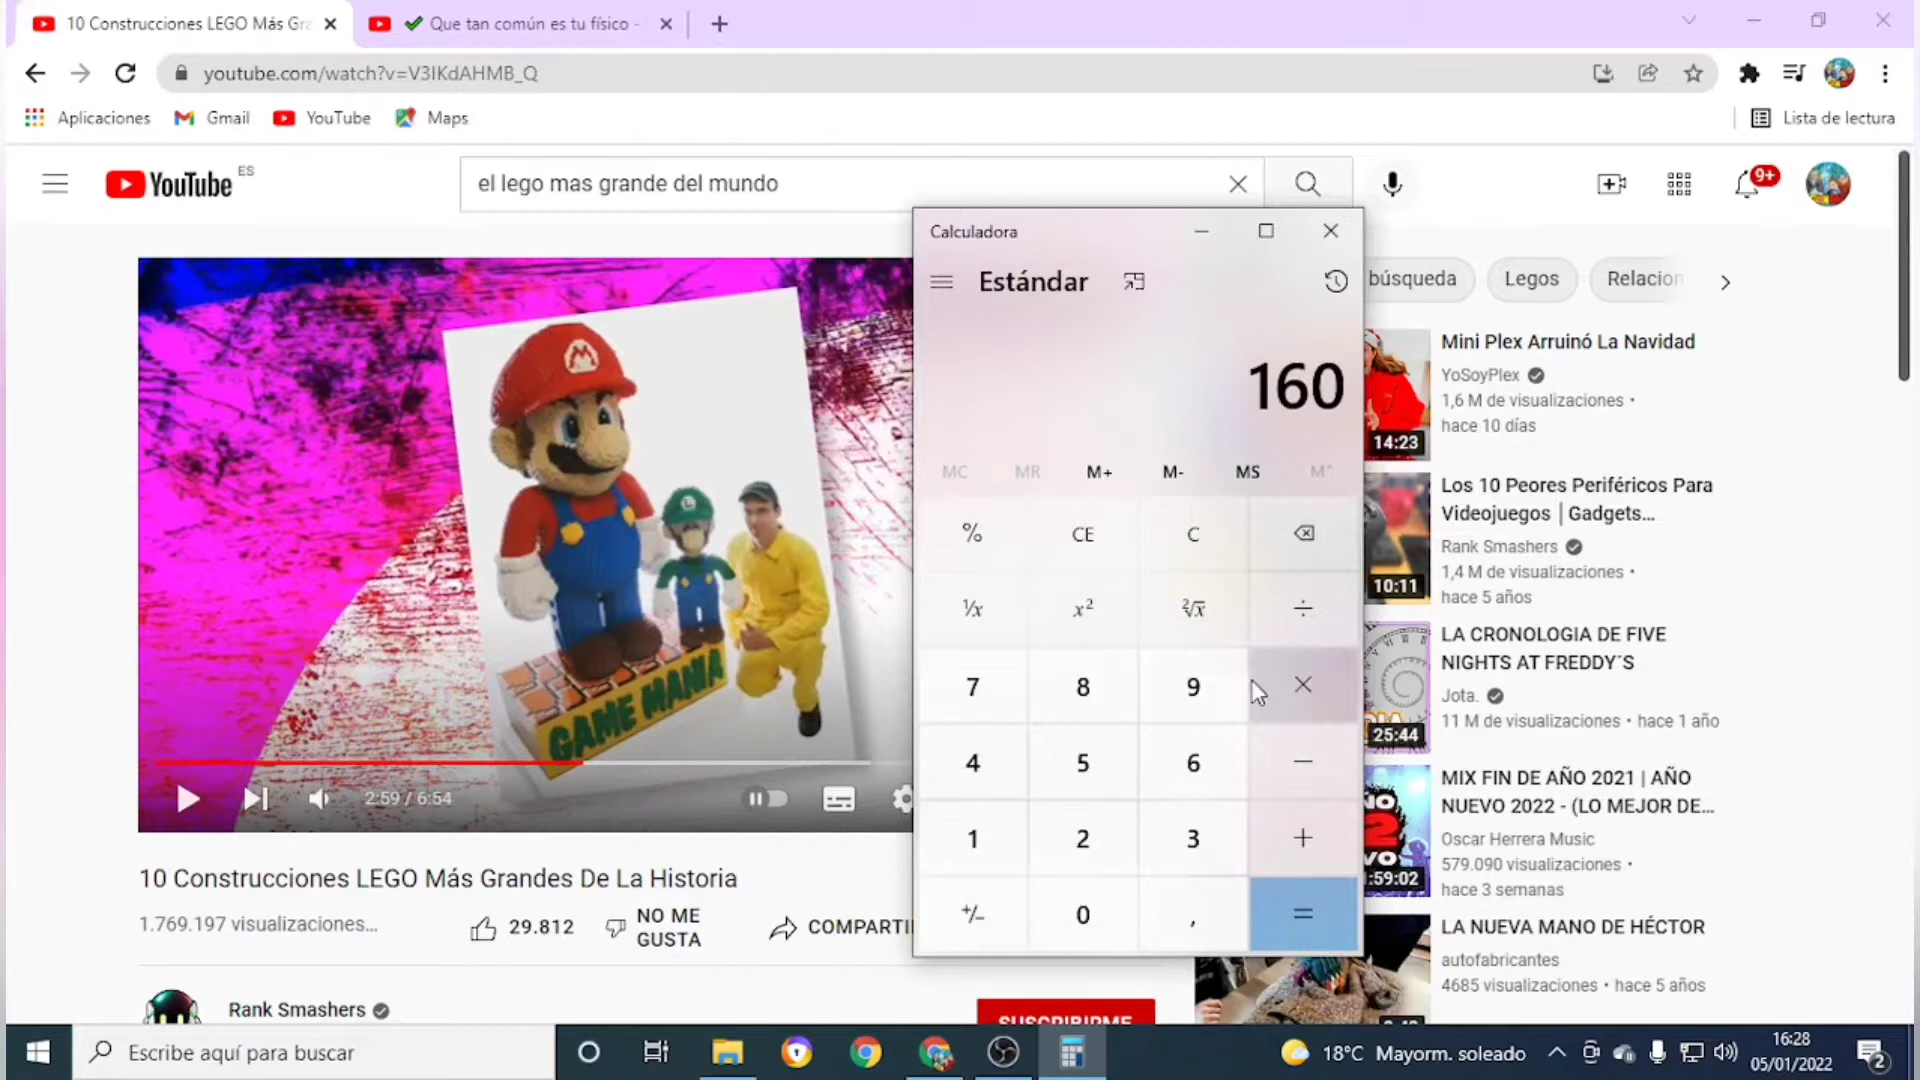 10 Construcciones LEGO Más Gra
Que tan común es tu físico -
youtube.com/watch?v=V3IKdAHMB_Q
Aplicaciones
Gmail
YouTube
Maps
Lista de lectura
YouTube ES
el lego mas grande del mundo
9+
GAME MANIA
2:59 / 6:54
10 Construcciones LEGO Más Grandes De La Historia
1.769.197 visualizaciones...
29.812
NO ME
GUSTA
COMPARTI
Rank Smashers
SUSCRIBIRME
Calculadora
Estándar
160
MC MR M+ M- MS M˅
% CE C
¹⁄x x² ²√x ÷
7 8 9 ×
4 5 6 −
1 2 3 +
+/− 0 , =
búsqueda
Legos
Relacion
14:23
Mini Plex Arruinó La Navidad
YoSoyPlex
1,6 M de visualizaciones •
hace 10 días
10:11
Los 10 Peores Periféricos Para
Videojuegos | Gadgets...
Rank Smashers
1,4 M de visualizaciones •
hace 5 años
25:44
LA CRONOLOGIA DE FIVE
NIGHTS AT FREDDY´S
Jota.
11 M de visualizaciones • hace 1 año
:59:02
MIX FIN DE AÑO 2021 | AÑO
NUEVO 2022 - (LO MEJOR DE...
Oscar Herrera Music
579.090 visualizaciones •
hace 3 semanas
LA NUEVA MANO DE HÉCTOR
autofabricantes
4685 visualizaciones • hace 5 años
Escribe aquí para buscar
18°C Mayorm. soleado
16:28
05/01/2022
2